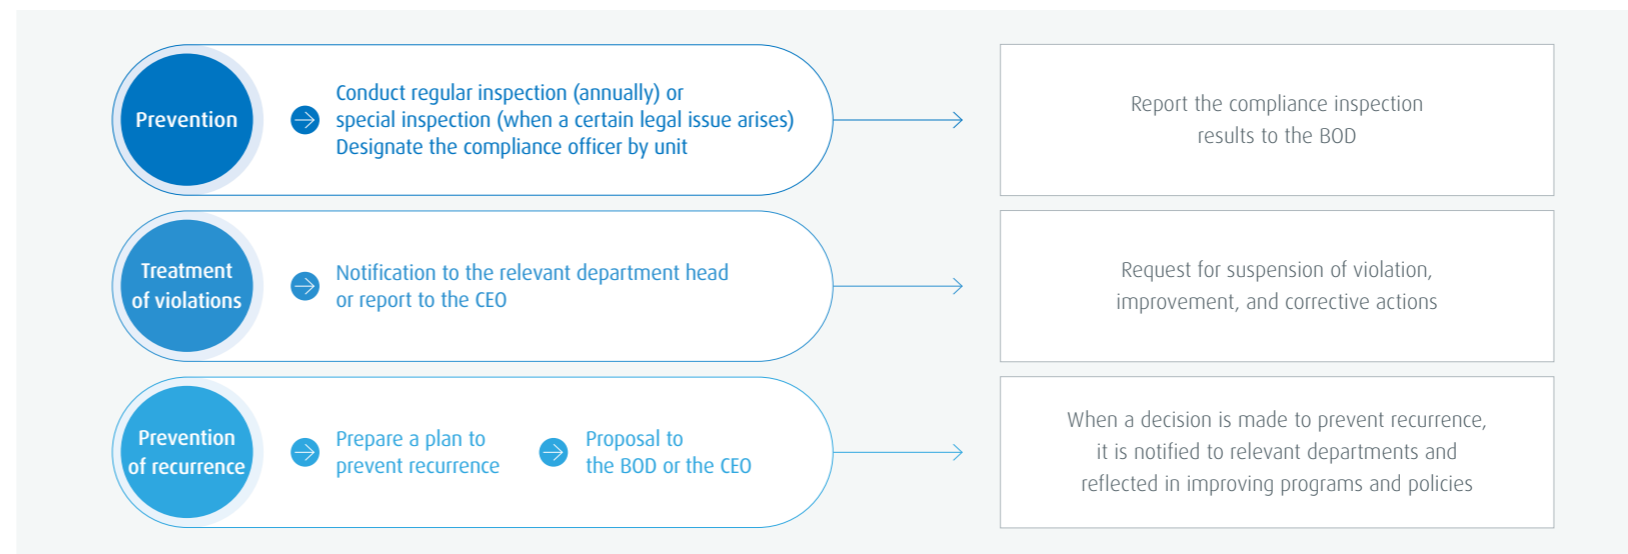 Prevention
Conduct regular inspection (annually) or
special inspection (when a certain legal issue arises)
Designate the compliance officer by unit
Report the compliance inspection
results to the BOD
Treatment
of violations
Notification to the relevant department head
or report to the CEO
Request for suspension of violation,
improvement, and corrective actions
Prevention
of recurrence
Prepare a plan to
prevent recurrence
Proposal to
the BOD or the CEO
When a decision is made to prevent recurrence,
it is notified to relevant departments and
reflected in improving programs and policies